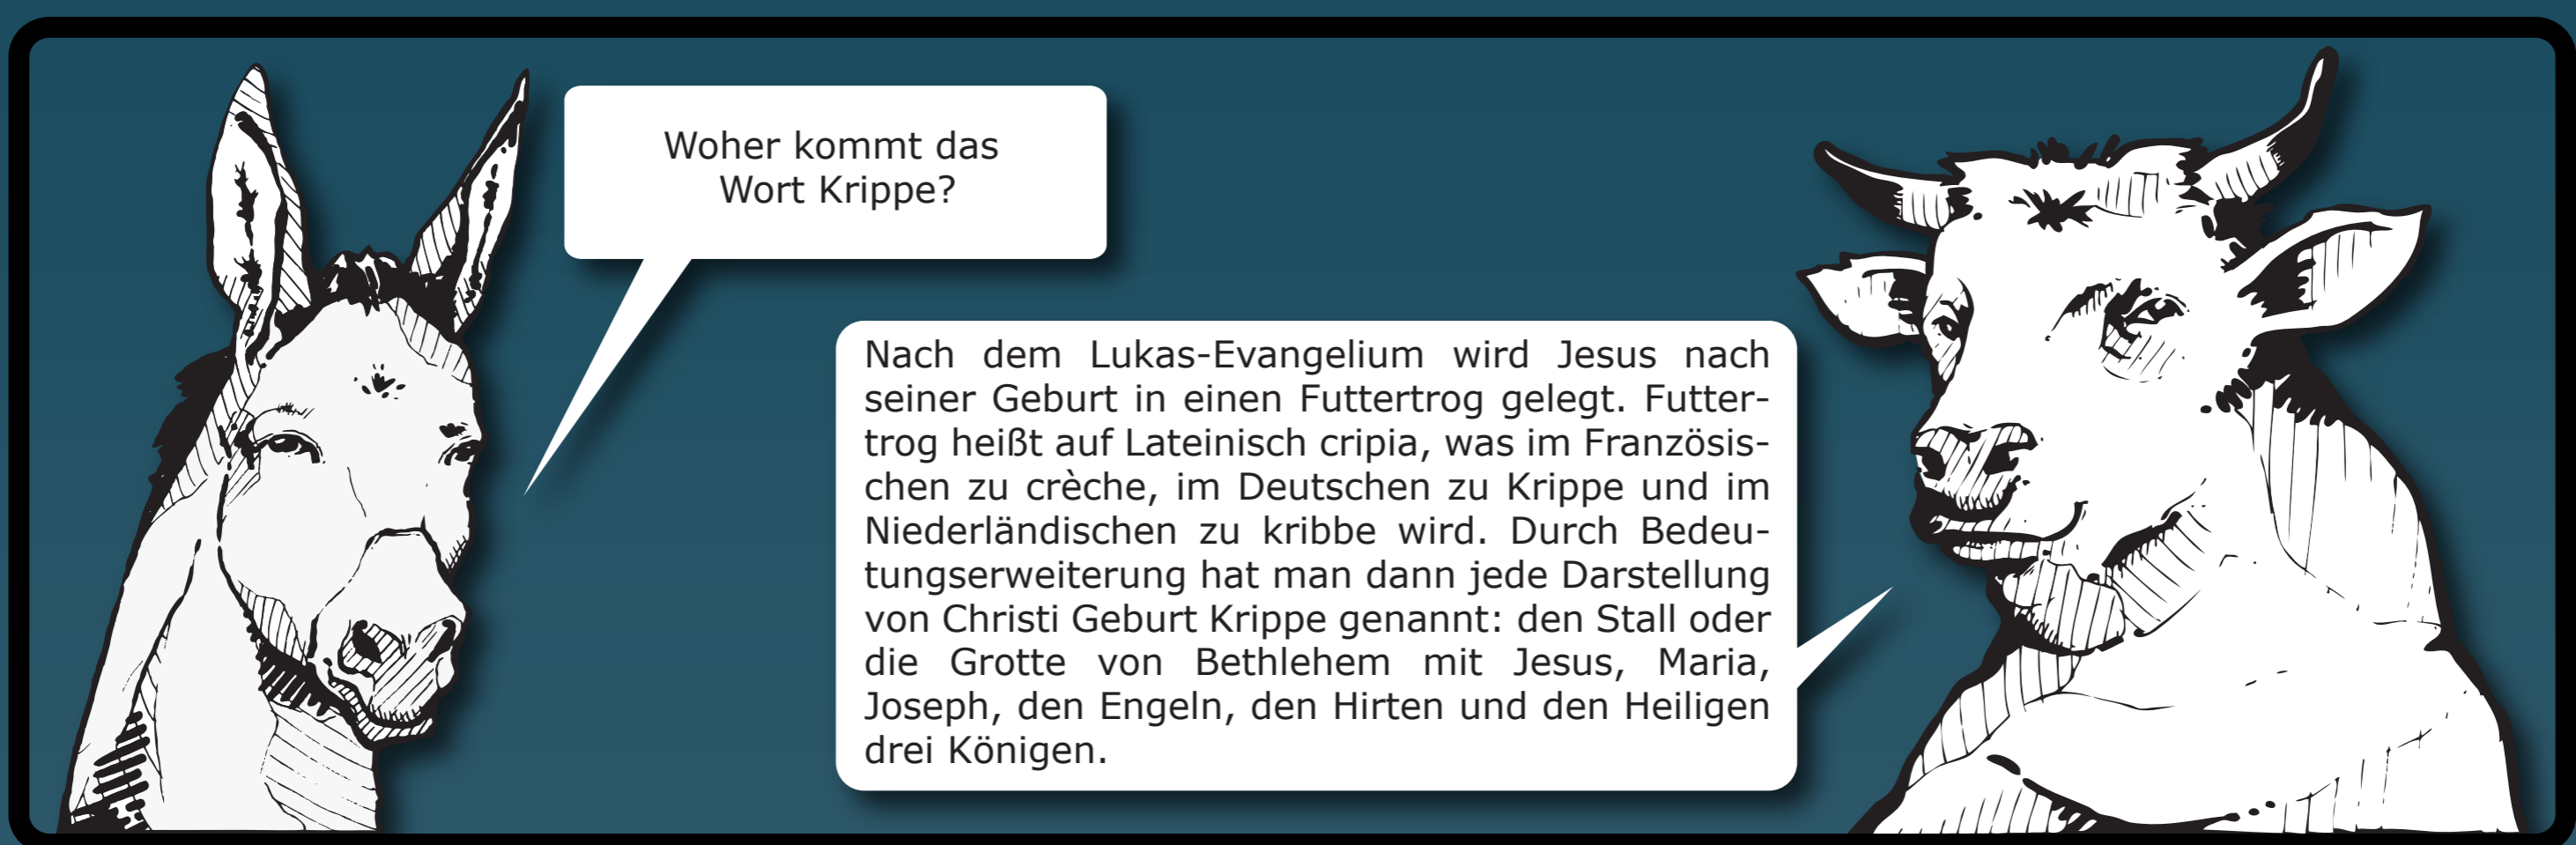 Woher kommt das
Wort Krippe?
Nach dem Lukas-Evangelium wird Jesus nach
seiner Geburt in einen Futtertrog gelegt. Futter-
trog heißt auf Lateinisch cripia, was im Französis-
chen zu crèche, im Deutschen zu Krippe und im
Niederländischen zu kribbe wird. Durch Bedeu-
tungserweiterung hat man dann jede Darstellung
von Christi Geburt Krippe genannt: den Stall oder
die Grotte von Bethlehem mit Jesus, Maria,
Joseph, den Engeln, den Hirten und den Heiligen
drei Königen.